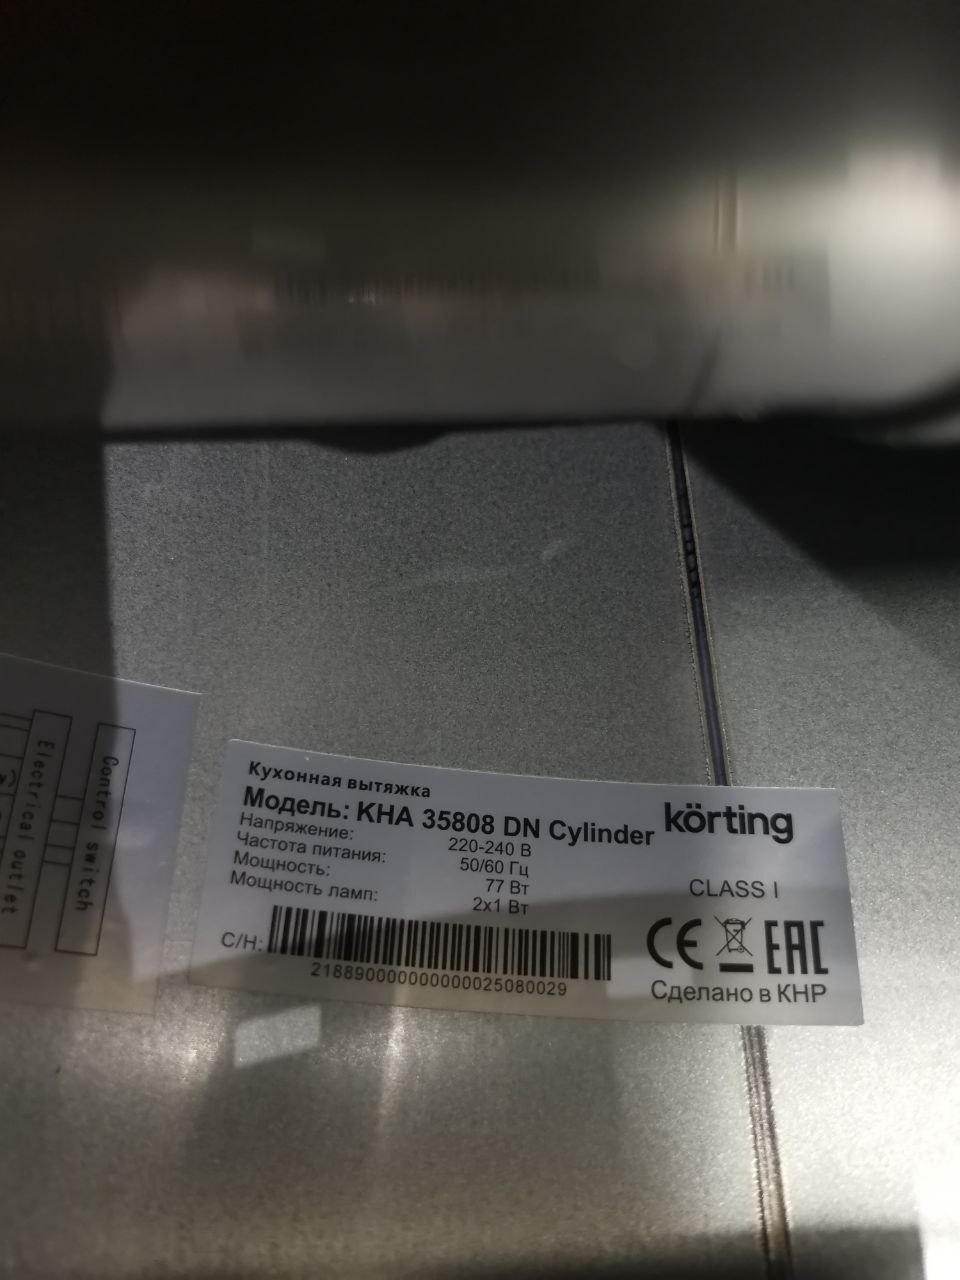 Кухонная вытяжка
Модель: KHA 35808 DN Cylinder
körting
Напряжение: 220-240 В
Частота питания: 50/60 Гц
Мощность: 77 Вт
Мощность ламп: 2x1 Вт
CLASS I
С/Н:
218890000000000025080029
CE EAC
Сделано в КНР
Control switch
Electrical outlet